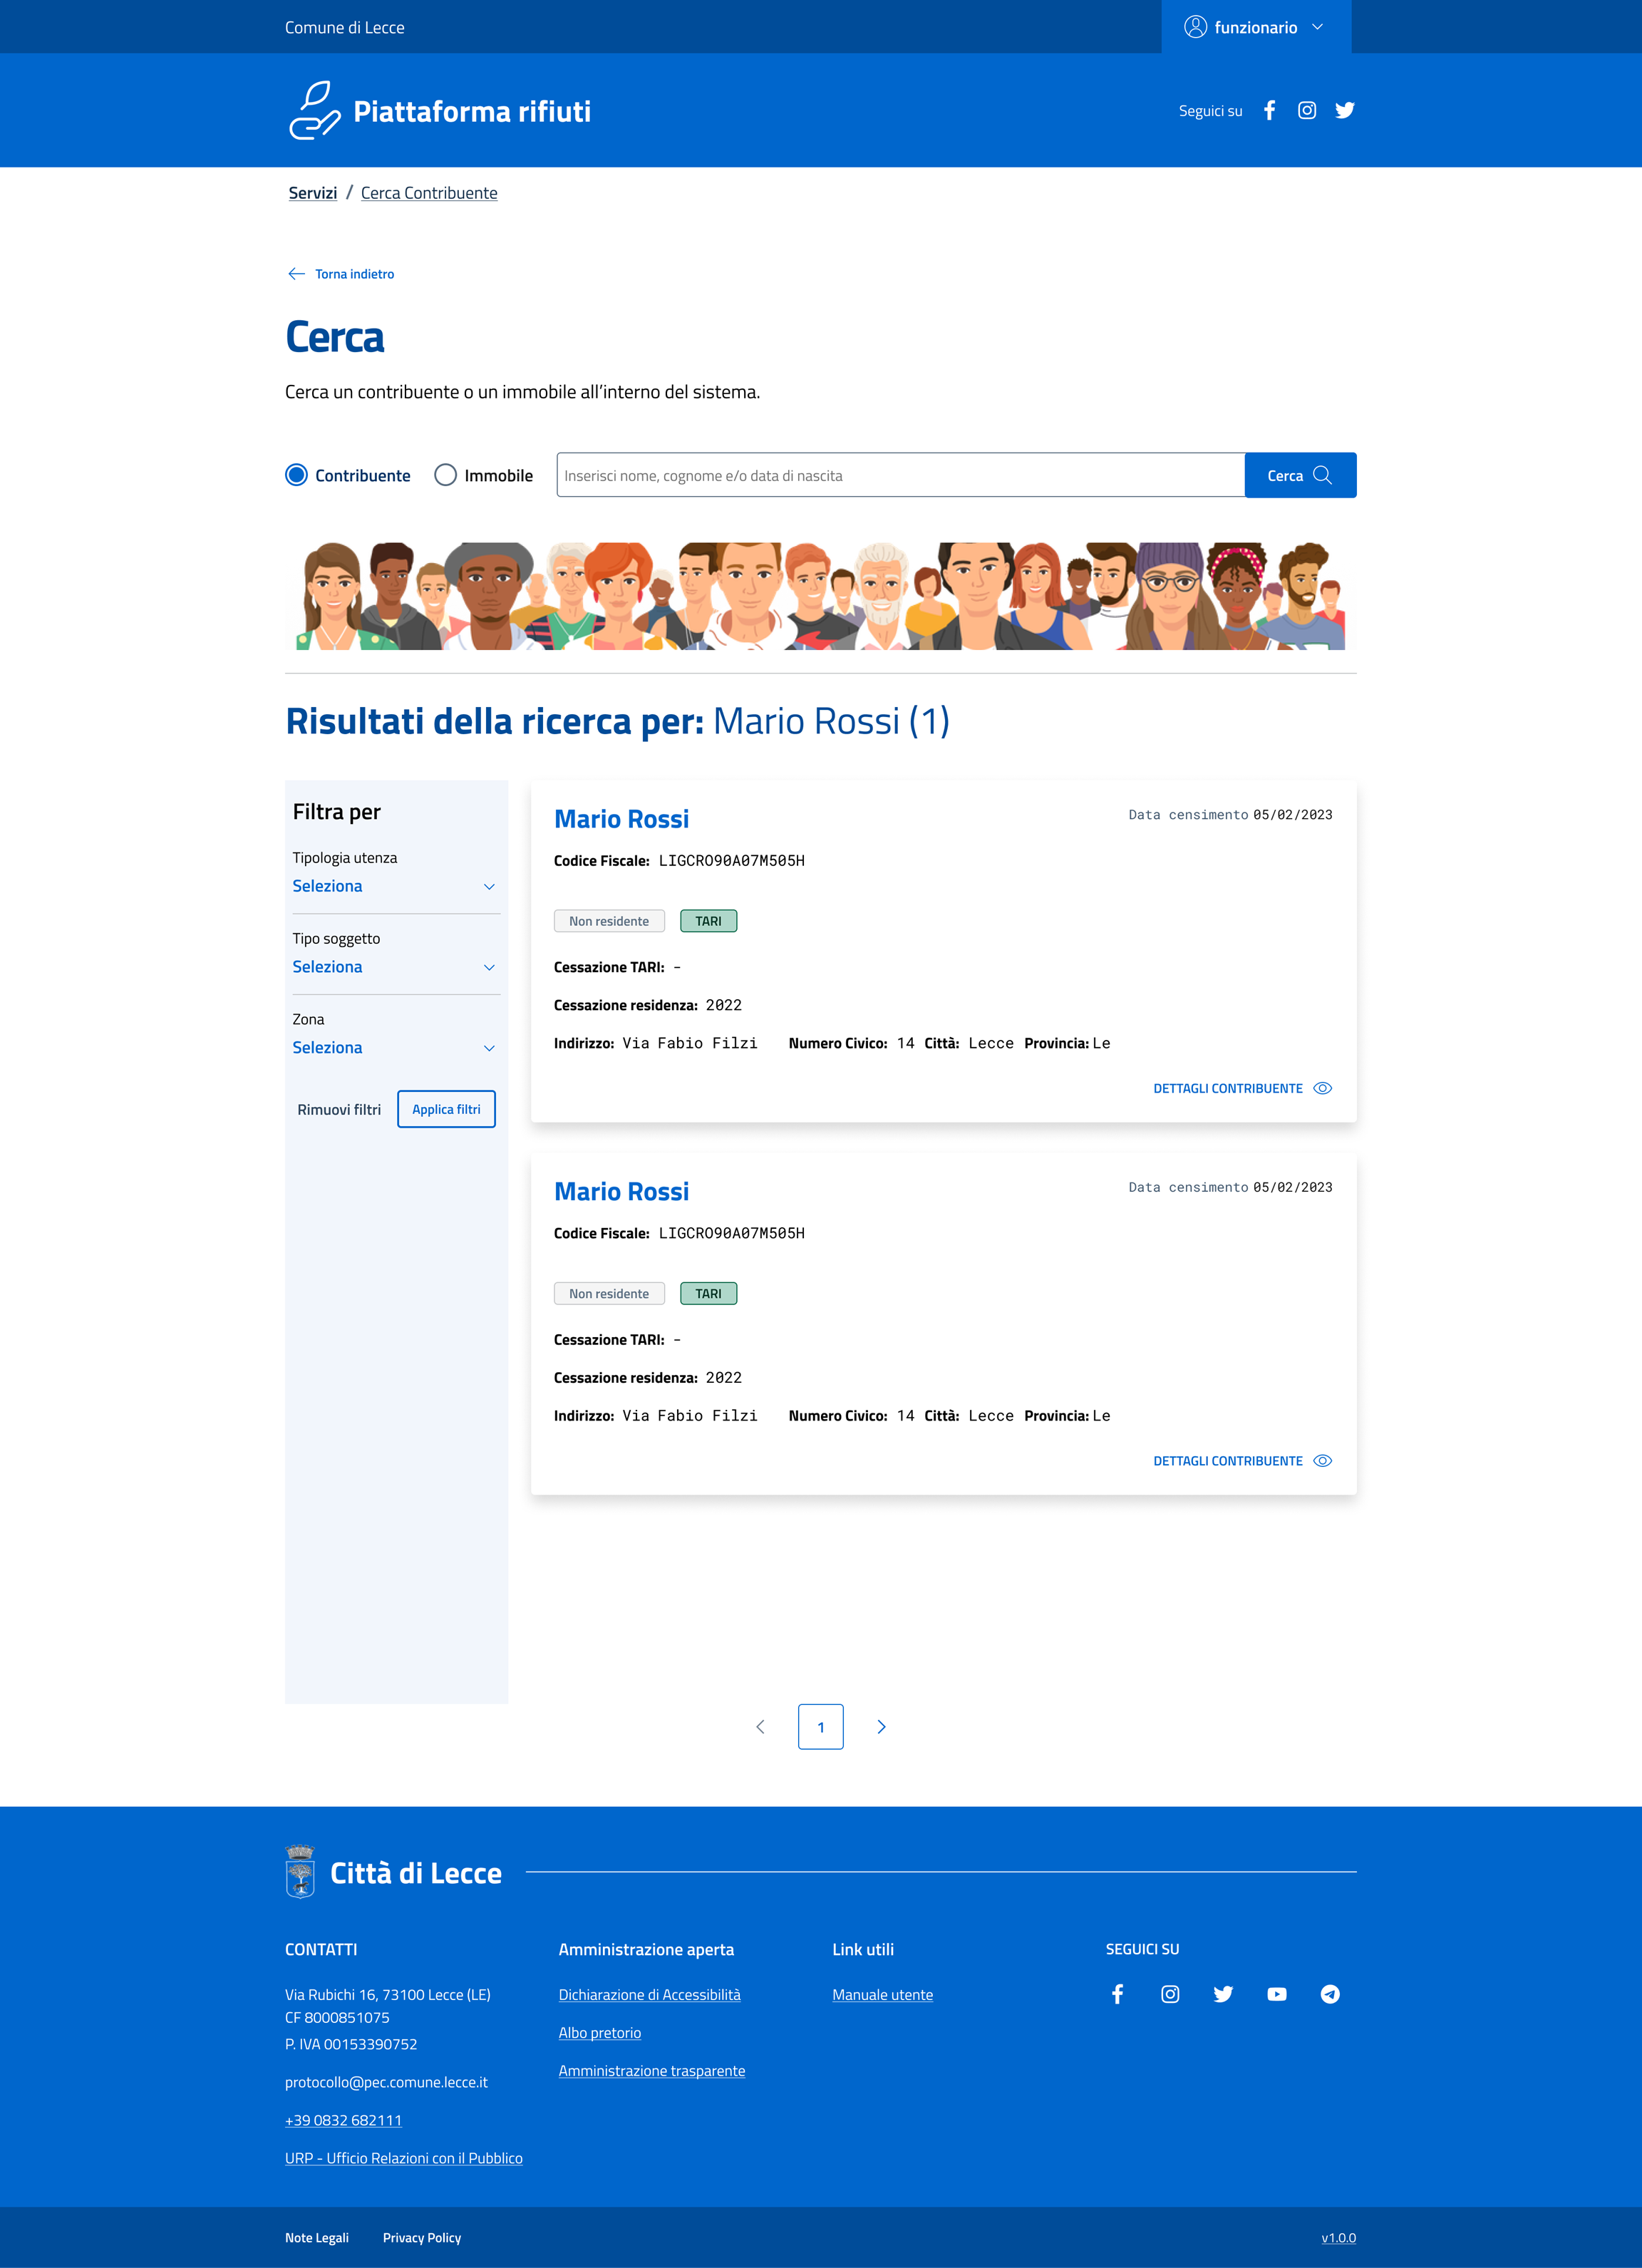 Comune di Lecce
funzionario
Piattaforma rifiuti
Seguici su
Servizi / Cerca Contribuente
Torna indietro
Cerca
Cerca un contribuente o un immobile all’interno del sistema.
Contribuente
Immobile
Inserisci nome, cognome e/o data di nascita
Cerca
Risultati della ricerca per: Mario Rossi (1)
Filtra per
Tipologia utenza
Seleziona
Tipo soggetto
Seleziona
Zona
Seleziona
Rimuovi filtri
Applica filtri
Mario Rossi
Data censimento 05/02/2023
Codice Fiscale: LIGCRO90A07M505H
Non residente
TARI
Cessazione TARI: -
Cessazione residenza: 2022
Indirizzo: Via Fabio Filzi Numero Civico: 14 Città: Lecce Provincia: Le
DETTAGLI CONTRIBUENTE
Mario Rossi
Data censimento 05/02/2023
Codice Fiscale: LIGCRO90A07M505H
Non residente
TARI
Cessazione TARI: -
Cessazione residenza: 2022
Indirizzo: Via Fabio Filzi Numero Civico: 14 Città: Lecce Provincia: Le
DETTAGLI CONTRIBUENTE
1
Città di Lecce
CONTATTI
Via Rubichi 16, 73100 Lecce (LE)
CF 8000851075
P. IVA 00153390752
protocollo@pec.comune.lecce.it
+39 0832 682111
URP - Ufficio Relazioni con il Pubblico
Amministrazione aperta
Dichiarazione di Accessibilità
Albo pretorio
Amministrazione trasparente
Link utili
Manuale utente
SEGUICI SU
Note Legali
Privacy Policy
v1.0.0